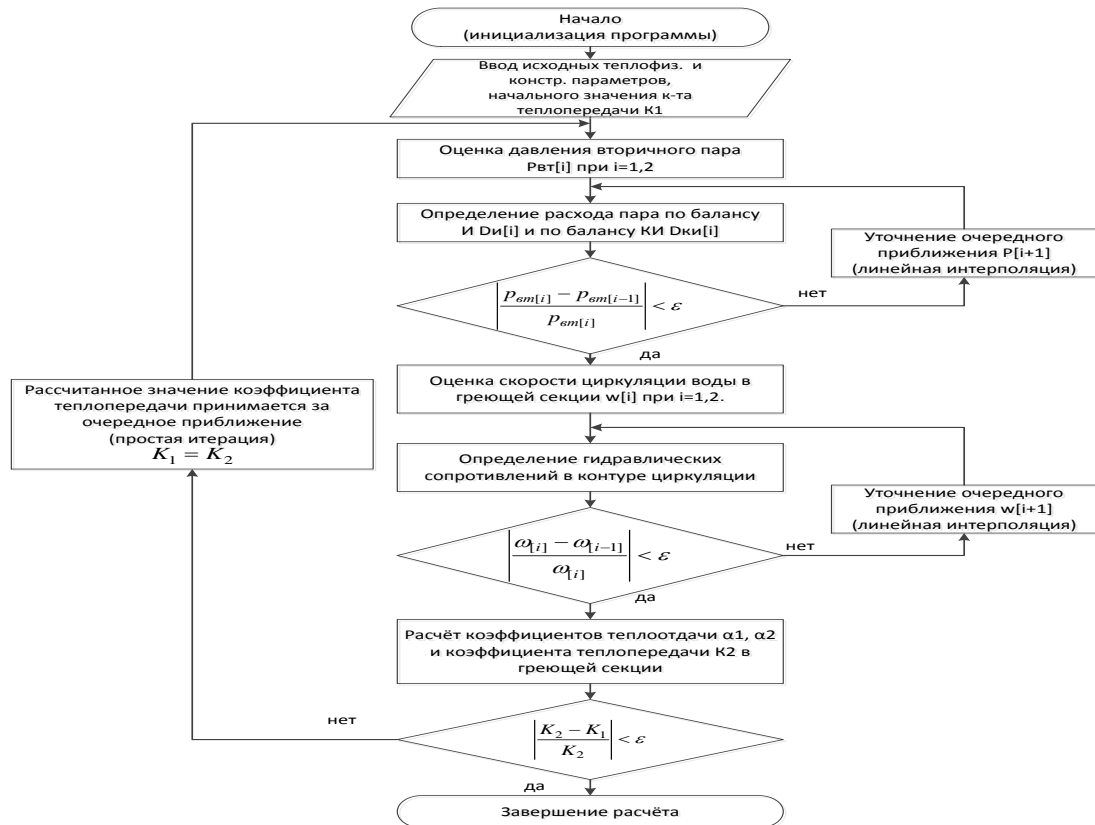 Начало
(инициализация программы)
Ввод исходных теплофиз. и
констр. параметров,
начального значения к-та
теплопередачи К1
Оценка давления вторичного пара
Рвт[i] при i=1,2
Определение расхода пара по балансу
И Dи[i] и по балансу КИ Dки[i]
Уточнение очередного
приближения P[i+1]
(линейная интерполяция)
|(p_вт[i] − p_вт[i−1]) / p_вт[i]| < ε
нет
да
Оценка скорости циркуляции воды в
греющей секции w[i] при i=1,2.
Рассчитанное значение коэффициента
теплопередачи принимается за
очередное приближение
(простая итерация)
K₁ = K₂
Определение гидравлических
сопротивлений в контуре циркуляции
Уточнение очередного
приближения w[i+1]
(линейная интерполяция)
|(ω[i] − ω[i−1]) / ω[i]| < ε
нет
да
Расчёт коэффициентов теплоотдачи α1, α2
и коэффициента теплопередачи К2 в
греющей секции
нет
|(K₂ − K₁) / K₂| < ε
да
Завершение расчёта